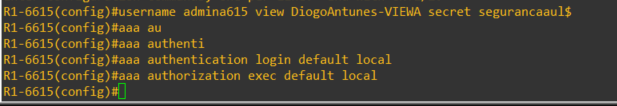 R1-6615(config)#username admina615 view DiogoAntunes-VIEWA secret segurancaaul$
R1-6615(config)#aaa au
R1-6615(config)#aaa authenti
R1-6615(config)#aaa authentication login default local
R1-6615(config)#aaa authorization exec default local
R1-6615(config)#